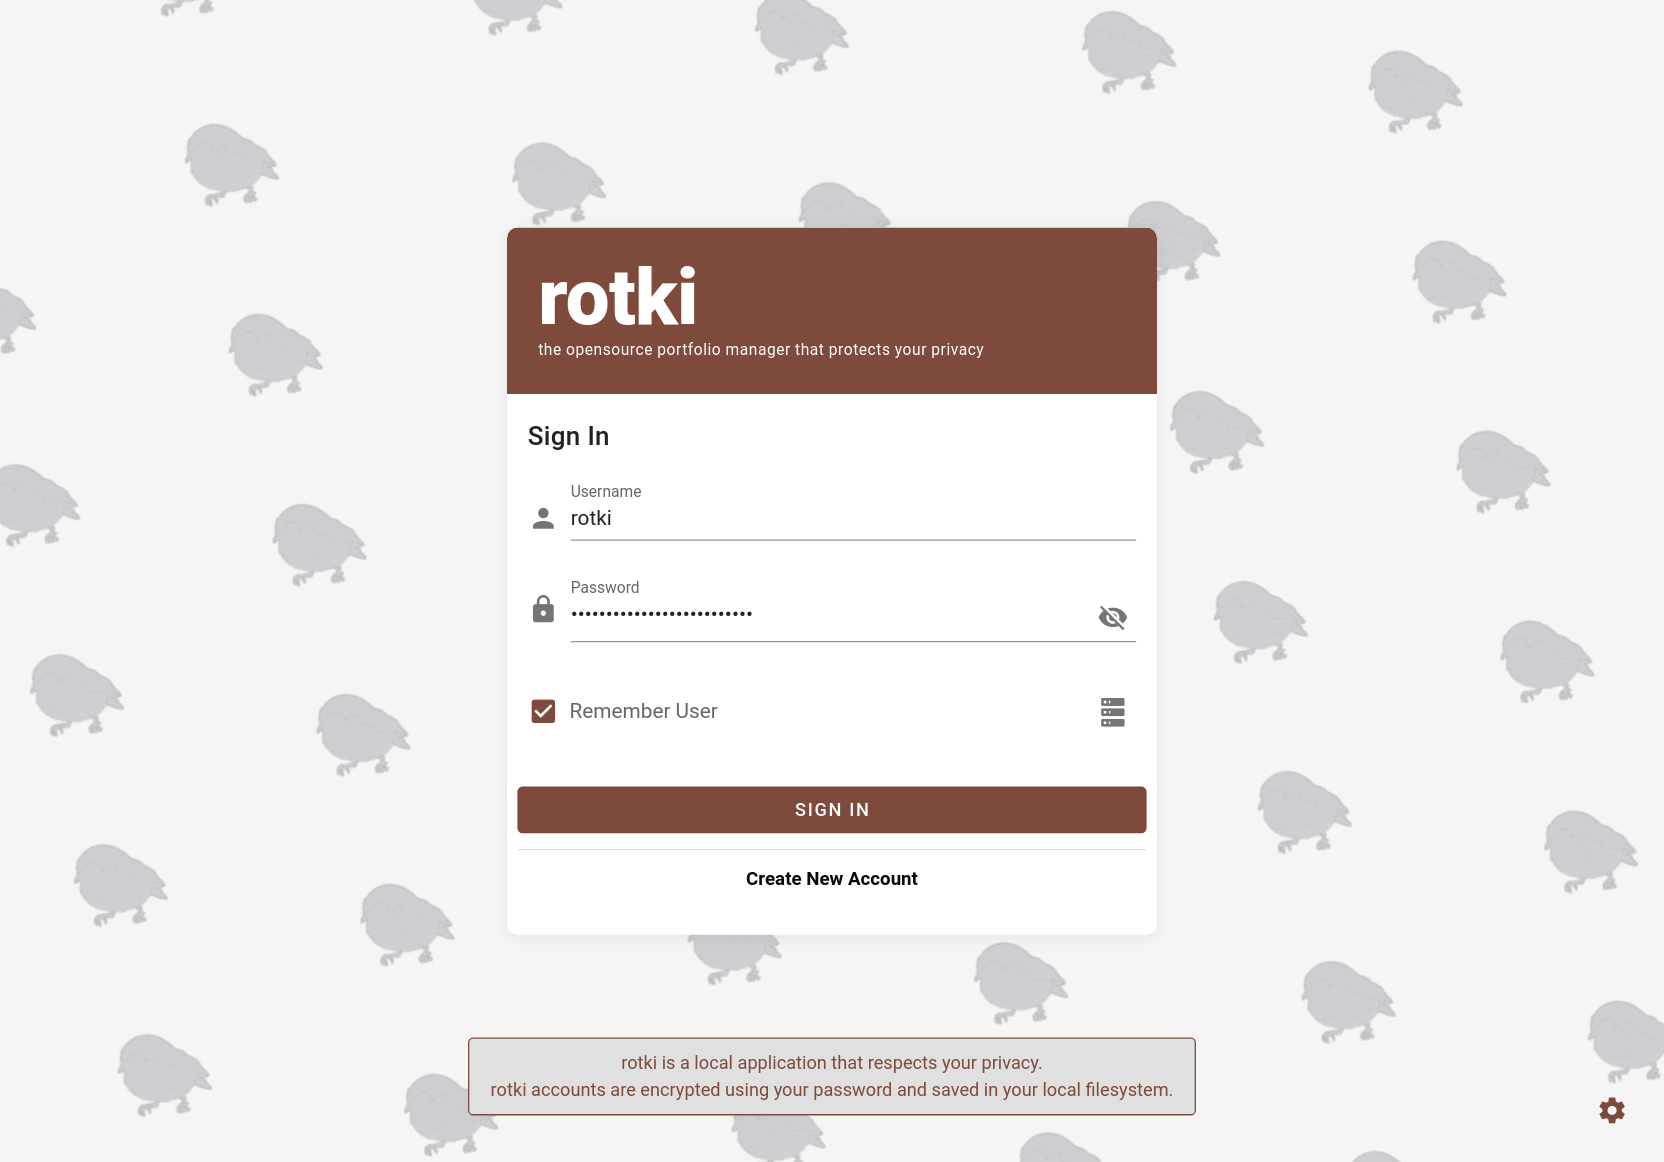 rotki
the opensource portfolio manager that protects your privacy
Sign In
Username
rotki
Password
••••••••••••••••••••••••••
Remember User
SIGN IN
Create New Account
rotki is a local application that respects your privacy.
rotki accounts are encrypted using your password and saved in your local filesystem.